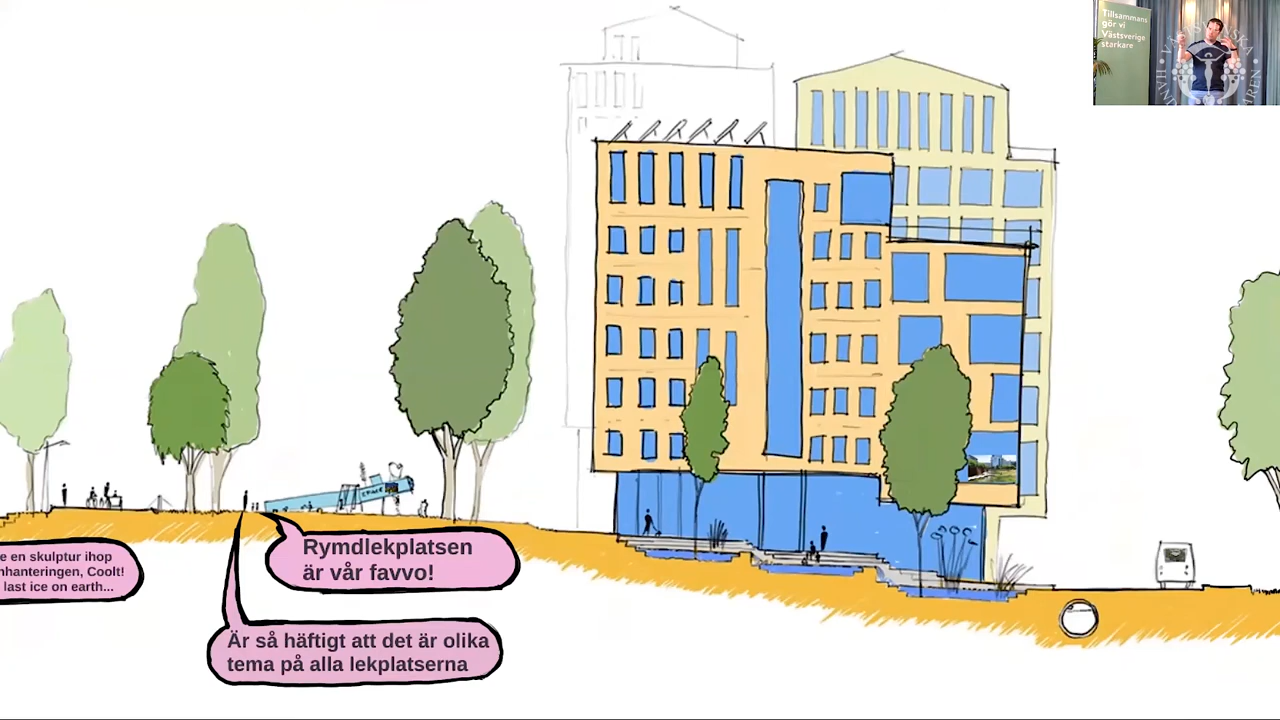 Tillsammans
gör vi
Västsverige
starkare
e en skulptur ihop
nhanteringen, Coolt!
last ice on earth...
Rymdlekplatsen
är vår favvo!
Är så häftigt att det är olika
tema på alla lekplatserna